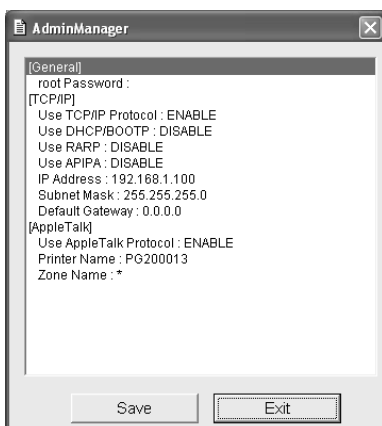 AdminManager
[General]
root Password :
[TCP/IP]
Use TCP/IP Protocol : ENABLE
Use DHCP/BOOTP : DISABLE
Use RARP : DISABLE
Use APIPA : DISABLE
IP Address : 192.168.1.100
Subnet Mask : 255.255.255.0
Default Gateway : 0.0.0.0
[AppleTalk]
Use AppleTalk Protocol : ENABLE
Printer Name : PG200013
Zone Name : *
Save
Exit